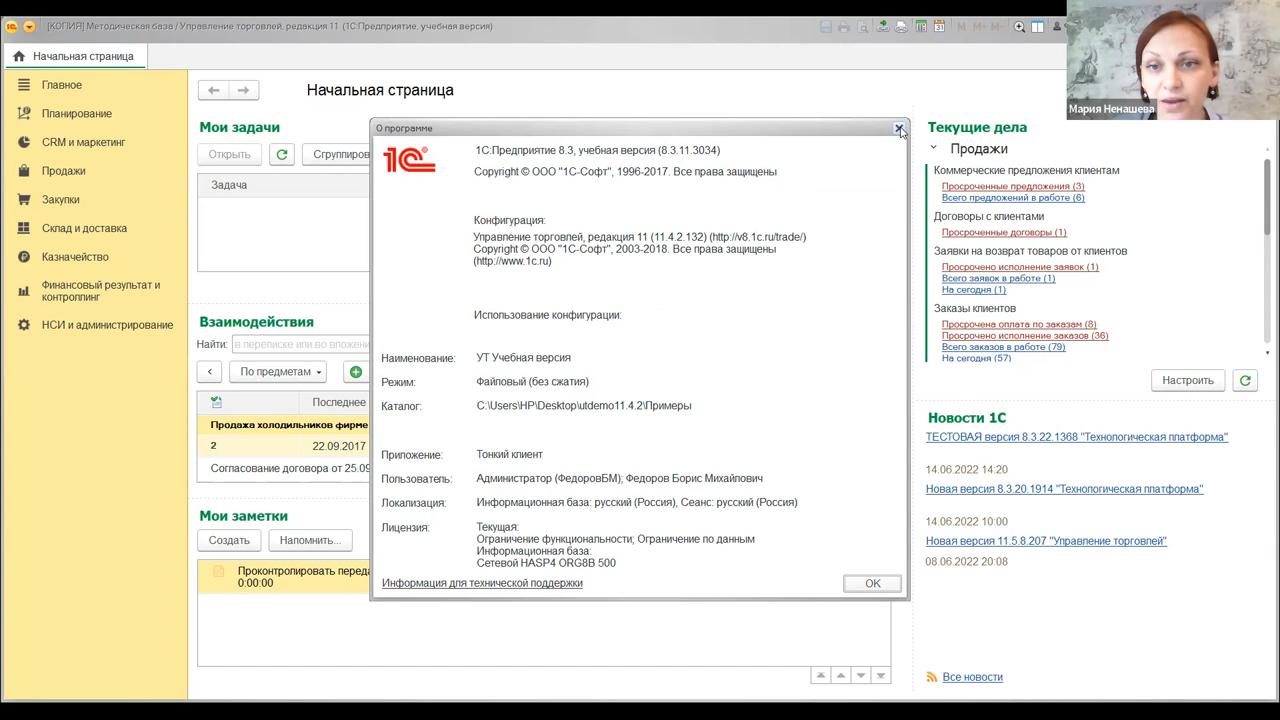 [КОПИЯ] Методическая база / Управление торговлей, редакция 11 (1С:Предприятие, учебная версия)
M M+ M-
31
Мария Ненашева
Начальная страница
Главное
Планирование
CRM и маркетинг
Продажи
Закупки
Склад и доставка
Казначейство
Финансовый результат и
контроллинг
НСИ и администрирование
Начальная страница
Мои задачи
Открыть
Сгруппиров
Задача
Взаимодействия
Найти:
в переписке или во вложени
По предметам
Последнее
Продажа холодильников фирме
2
22.09.2017
Согласование договора от 25.09
Мои заметки
Создать
Напомнить...
Проконтролировать переда
0:00:00
О программе
1С®
1С:Предприятие 8.3, учебная версия (8.3.11.3034)
Copyright © ООО "1С-Софт", 1996-2017. Все права защищены
Конфигурация:
Управление торговлей, редакция 11 (11.4.2.132) (http://v8.1c.ru/trade/)
Copyright © ООО "1С-Софт", 2003-2018. Все права защищены
(http://www.1c.ru)
Использование конфигурации:
Наименование: УТ Учебная версия
Режим: Файловый (без сжатия)
Каталог: C:\Users\HP\Desktop\utdemo11.4.2\Примеры
Приложение: Тонкий клиент
Пользователь: Администратор (ФедоровБМ); Федоров Борис Михайлович
Локализация: Информационная база: русский (Россия), Сеанс: русский (Россия)
Лицензия: Текущая:
Ограничение функциональности; Ограничение по данным
Информационная база:
Сетевой HASP4 ORG8B 500
Информация для технической поддержки
OK
Текущие дела
Продажи
Коммерческие предложения клиентам
Просроченные предложения (3)
Всего предложений в работе (6)
Договоры с клиентами
Просроченные договоры (1)
Заявки на возврат товаров от клиентов
Просрочено исполнение заявок (1)
Всего заявок в работе (1)
На сегодня (1)
Заказы клиентов
Просрочена оплата по заказам (8)
Просрочено исполнение заказов (36)
Всего заказов в работе (79)
На сегодня (57)
Настроить
Новости 1С
ТЕСТОВАЯ версия 8.3.22.1368 "Технологическая платформа"
14.06.2022 14:20
Новая версия 8.3.20.1914 "Технологическая платформа"
14.06.2022 10:00
Новая версия 11.5.8.207 "Управление торговлей"
08.06.2022 20:08
Все новости